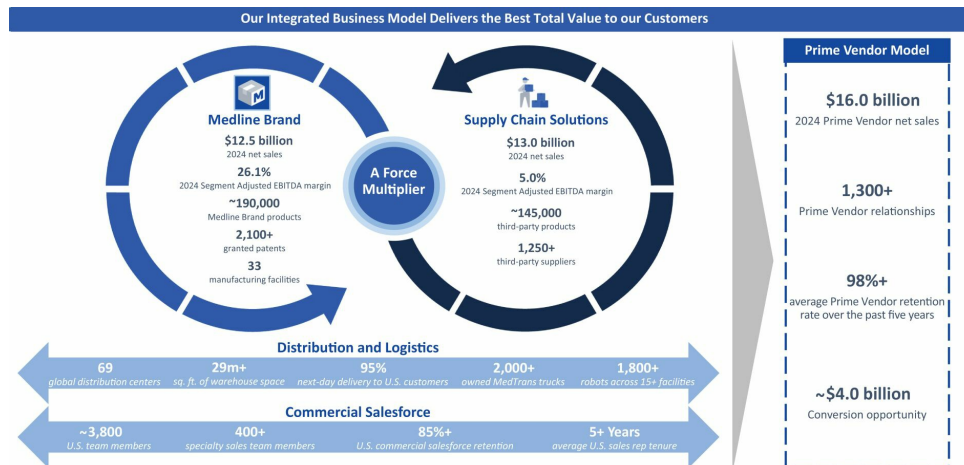 Our Integrated Business Model Delivers the Best Total Value to our Customers
M
Medline Brand
$12.5 billion
2024 net sales
26.1%
2024 Segment Adjusted EBITDA margin
~190,000
Medline Brand products
2,100+
granted patents
33
manufacturing facilities
A Force
Multiplier
Supply Chain Solutions
$13.0 billion
2024 net sales
5.0%
2024 Segment Adjusted EBITDA margin
~145,000
third-party products
1,250+
third-party suppliers
Distribution and Logistics
69
global distribution centers
29m+
sq. ft. of warehouse space
95%
next-day delivery to U.S. customers
2,000+
owned MedTrans trucks
1,800+
robots across 15+ facilities
Commercial Salesforce
~3,800
U.S. team members
400+
specialty sales team members
85%+
U.S. commercial salesforce retention
5+ Years
average U.S. sales rep tenure
Prime Vendor Model
$16.0 billion
2024 Prime Vendor net sales
1,300+
Prime Vendor relationships
98%+
average Prime Vendor retention
rate over the past five years
~$4.0 billion
Conversion opportunity